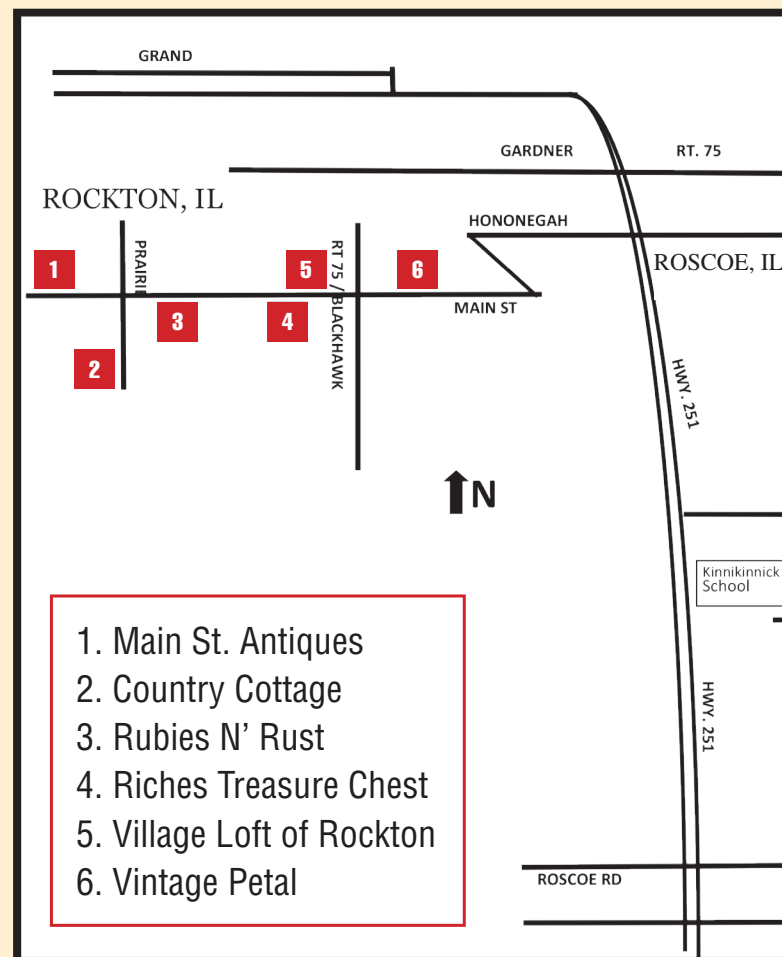 GRAND
GARDNER
RT. 75
ROCKTON, IL
HONONEGAH
PRAIRIE
RT 75 / BLACKHAWK
ROSCOE, IL
1
5
6
3
4
MAIN ST
2
HWY. 251
N
Kinnikinnick
School
1. Main St. Antiques
2. Country Cottage
3. Rubies N' Rust
4. Riches Treasure Chest
5. Village Loft of Rockton
6. Vintage Petal
HWY. 251
ROSCOE RD